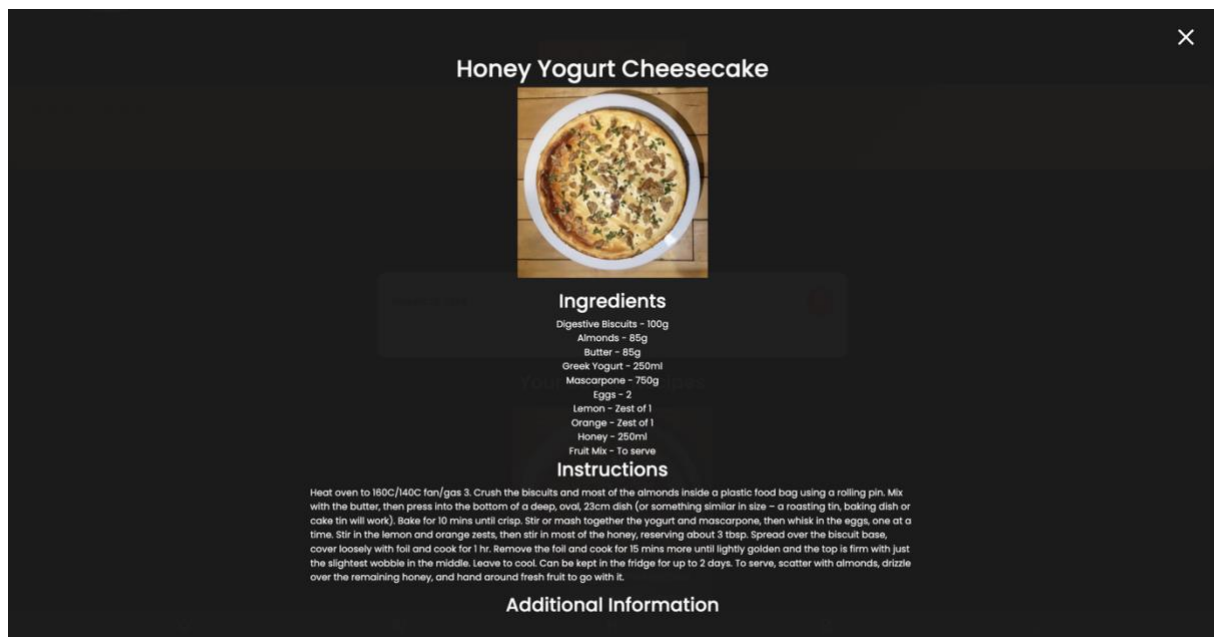 Honey Yogurt Cheesecake
Ingredients
Digestive Biscuits - 100g
Almonds - 85g
Butter - 85g
Greek Yogurt - 250ml
Mascarpone - 750g
Eggs - 2
Lemon - Zest of 1
Orange - Zest of 1
Honey - 250ml
Fruit Mix - To serve
Instructions
Heat oven to 160C/140C fan/gas 3. Crush the biscuits and most of the almonds inside a plastic food bag using a rolling pin. Mix
with the butter, then press into the bottom of a deep, oval, 23cm dish (or something similar in size – a roasting tin, baking dish or
cake tin will work). Bake for 10 mins until crisp. Stir or mash together the yogurt and mascarpone, then whisk in the eggs, one at a
time. Stir in the lemon and orange zests, then stir in most of the honey, reserving about 3 tbsp. Spread over the biscuit base,
cover loosely with foil and cook for 1 hr. Remove the foil and cook for 15 mins more until lightly golden and the top is firm with just
the slightest wobble in the middle. Leave to cool. Can be kept in the fridge for up to 2 days. To serve, scatter with almonds, drizzle
over the remaining honey, and hand around fresh fruit to go with it.
Additional Information